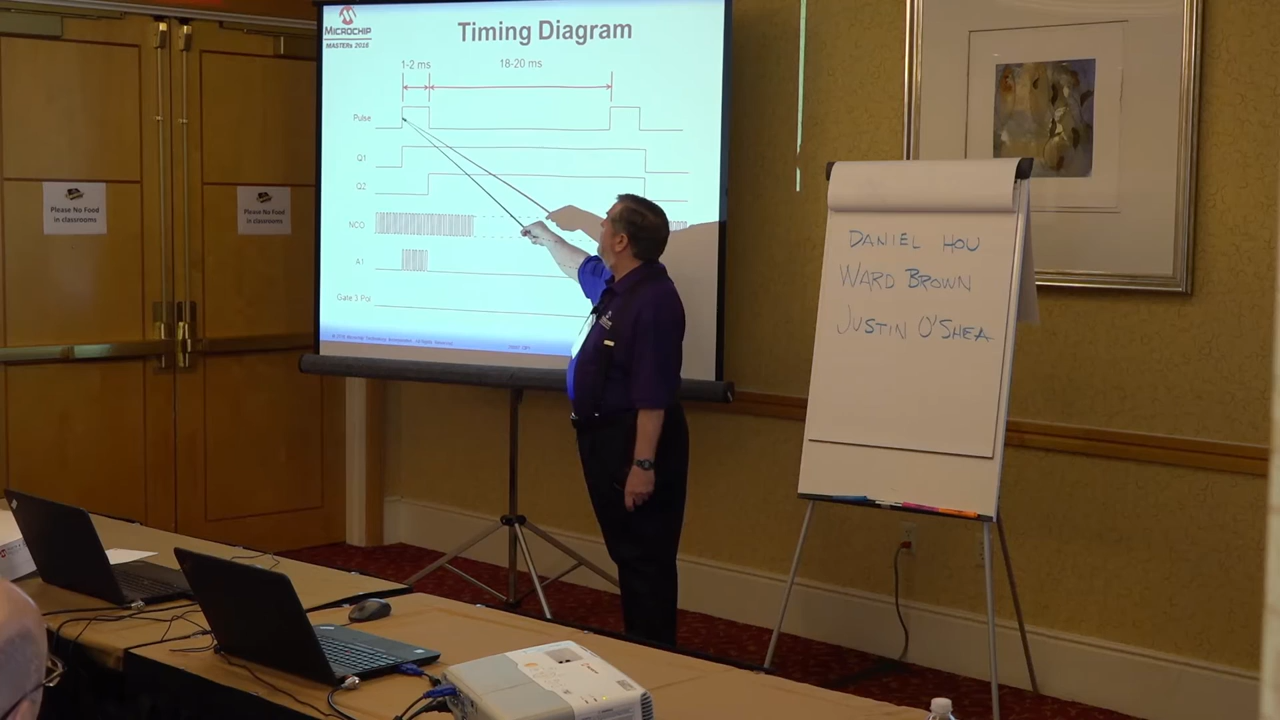 MICROCHIP
MASTERs 2016
Timing Diagram
1-2 ms
18-20 ms
Pulse
Q1
Q2
NCO
A1
Gate 3 Pol
Please No Food
in classrooms
Please No Food
in classrooms
DANIEL HOU
WARD BROWN
JUSTIN O'SHEA